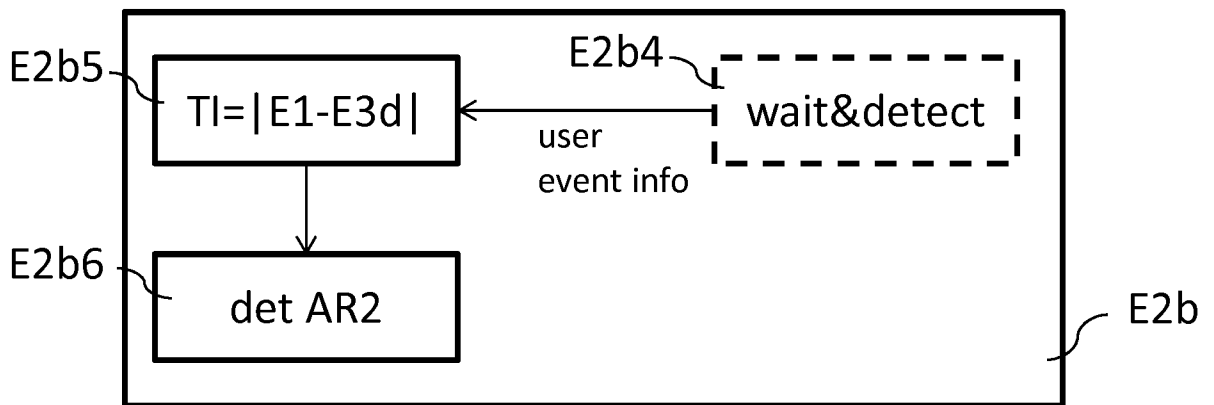 E2b5
E2b4
TI=|E1-E3d|
wait&detect
user
event info
E2b6
det AR2
E2b